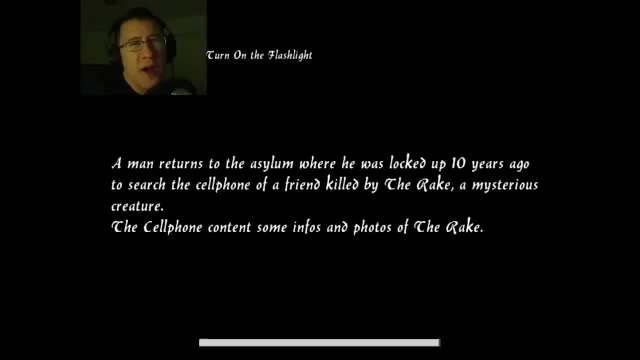 Turn On the Flashlight
A man returns to the asylum where he was locked up 10 years ago
to search the cellphone of a friend killed by The Rake, a mysterious
creature.
The Cellphone content some infos and photos of The Rake.